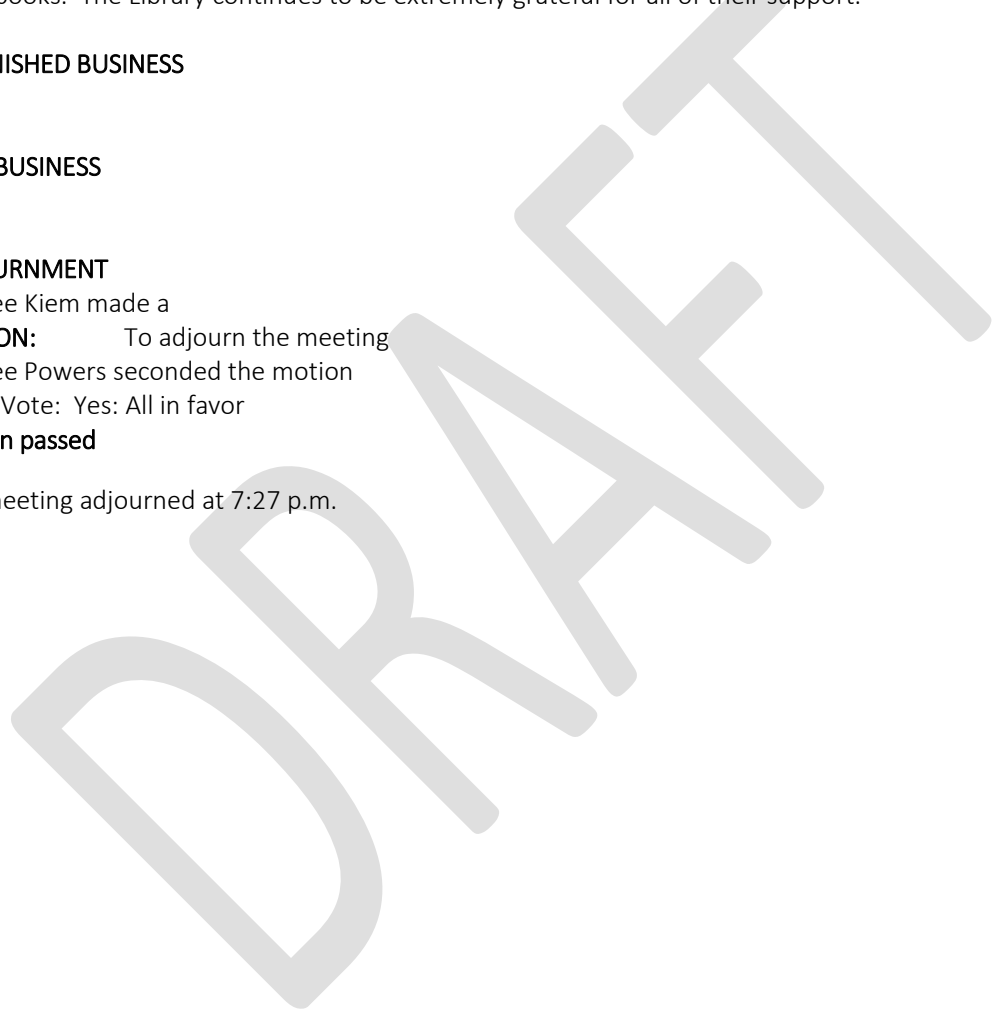 books. The Library continues to be extremely grateful for all of their support.
ISHED BUSINESS
BUSINESS
URNMENT
ee Kiem made a
ON: To adjourn the meeting
ee Powers seconded the motion
Vote: Yes: All in favor
n passed
eeting adjourned at 7:27 p.m.
DRAFT